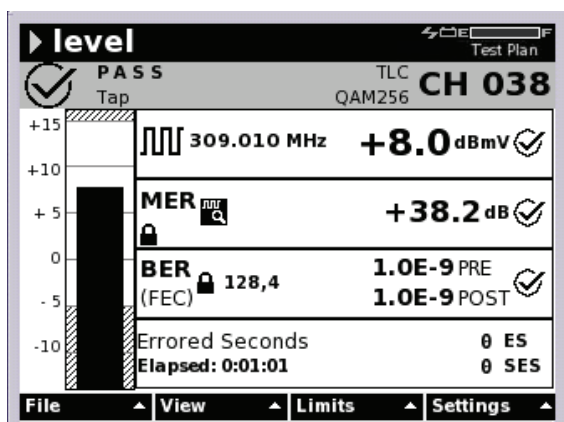 level
E F
Test Plan
PASS
Tap
TLC
QAM256
CH 038
+15
+10
+ 5
0
- 5
-10
309.010 MHz +8.0 dBmV
MER
+38.2 dB
BER
(FEC)
128,4
1.0E-9 PRE
1.0E-9 POST
Errored Seconds 0 ES
Elapsed: 0:01:01 0 SES
File View Limits Settings